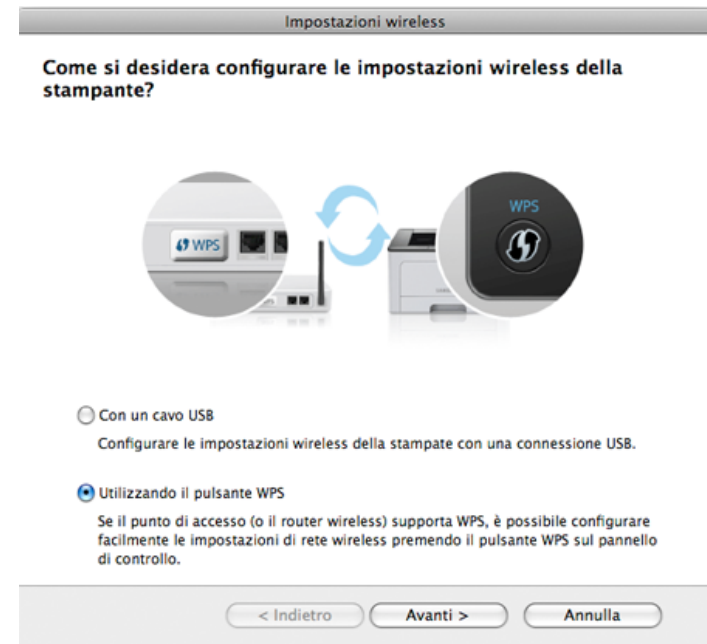 Impostazioni wireless
Come si desidera configurare le impostazioni wireless della
stampante?
WPS
WPS
Con un cavo USB
Configurare le impostazioni wireless della stampate con una connessione USB.
Utilizzando il pulsante WPS
Se il punto di accesso (o il router wireless) supporta WPS, è possibile configurare
facilmente le impostazioni di rete wireless premendo il pulsante WPS sul pannello
di controllo.
< Indietro
Avanti >
Annulla